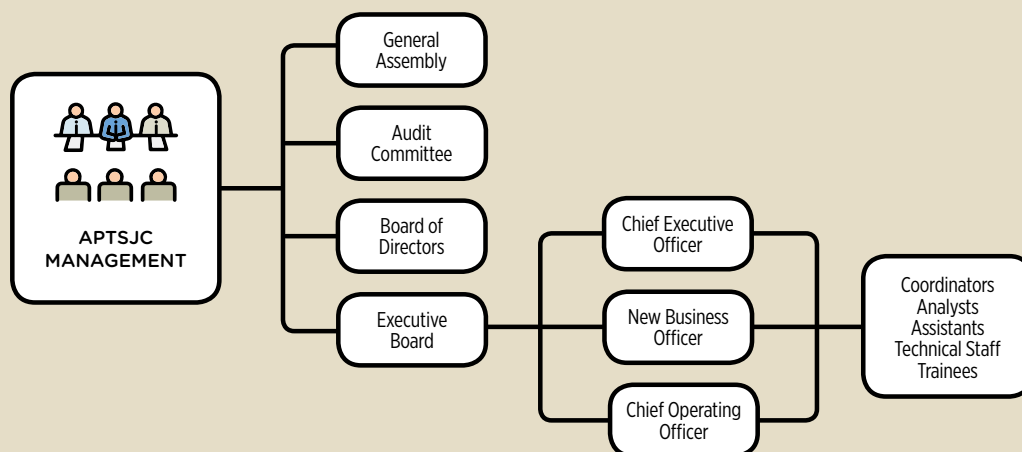 APTSJC
MANAGEMENT
General
Assembly
Audit
Committee
Board of
Directors
Executive
Board
Chief Executive
Officer
New Business
Officer
Chief Operating
Officer
Coordinators
Analysts
Assistants
Technical Staff
Trainees